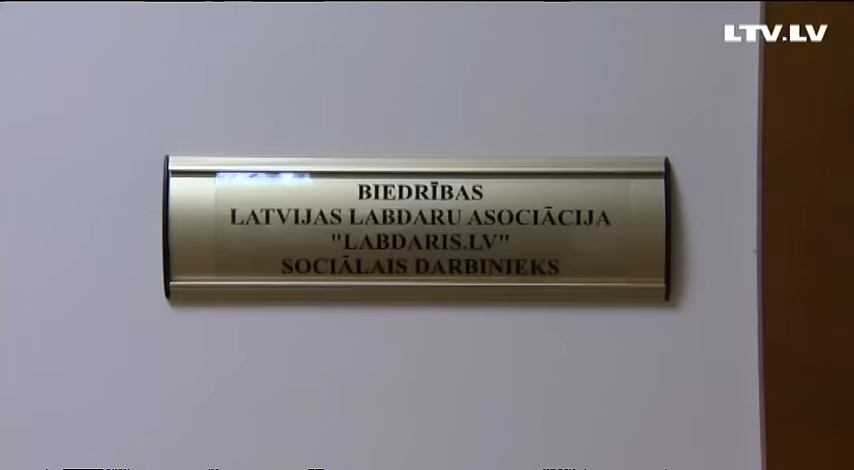 LTV.LV
BIEDRĪBAS
LATVIJAS LABDARU ASOCIĀCIJA
"LABDARIS.LV"
SOCIĀLAIS DARBINIEKS